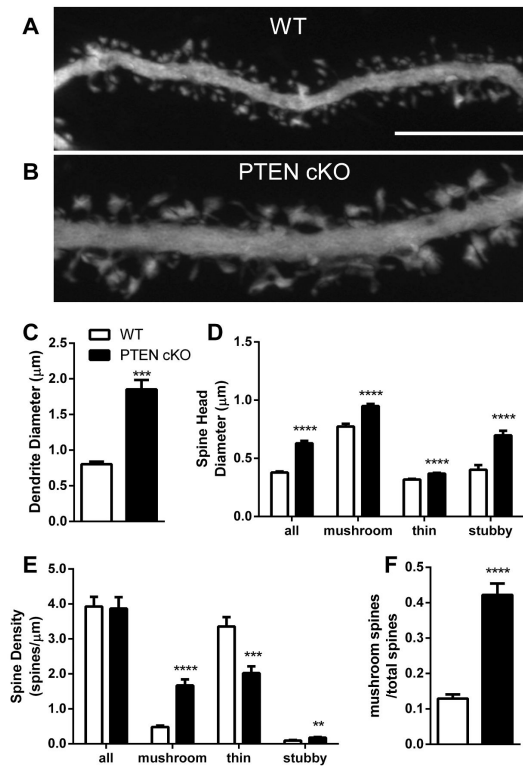 A
WT
B
PTEN cKO
C
WT
PTEN cKO
Dendrite Diameter (μm)
2.5
2.0
1.5
1.0
0.5
0.0
***
D
Spine Head
Diameter (μm)
1.5
1.0
0.5
0.0
****
****
****
****
all
mushroom
thin
stubby
E
Spine Density
(spines/μm)
5.0
4.0
3.0
2.0
1.0
0.0
****
***
**
all
mushroom
thin
stubby
F
mushroom spines
/total spines
0.5
0.4
0.3
0.2
0.1
0.0
****